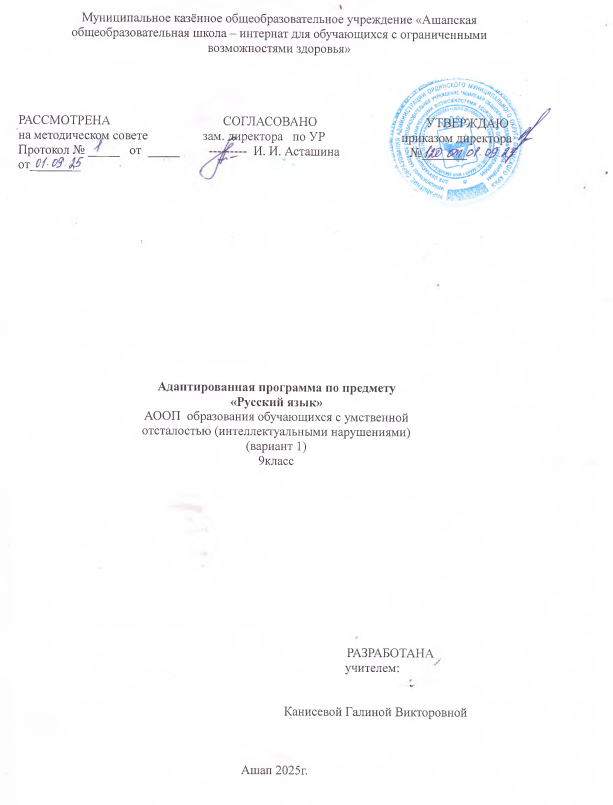 Муниципальное казённое общеобразовательное учреждение «Ашапская
общеобразовательная школа – интернат для обучающихся с ограниченными
возможностями здоровья»
РАССМОТРЕНА
на методическом совете
Протокол № 1 от
от 01.09.25
СОГЛАСОВАНО
зам. директора по УР
И. И. Асташина
УТВЕРЖДАЮ
приказом директора
№ 120 от 01.09.25
Адаптированная программа по предмету
«Русский язык»
АООП образования обучающихся с умственной
отсталостью (интеллектуальными нарушениями)
(вариант 1)
9класс
РАЗРАБОТАНА
учителем:
Канисевой Галиной Викторовной
Ашап 2025г.